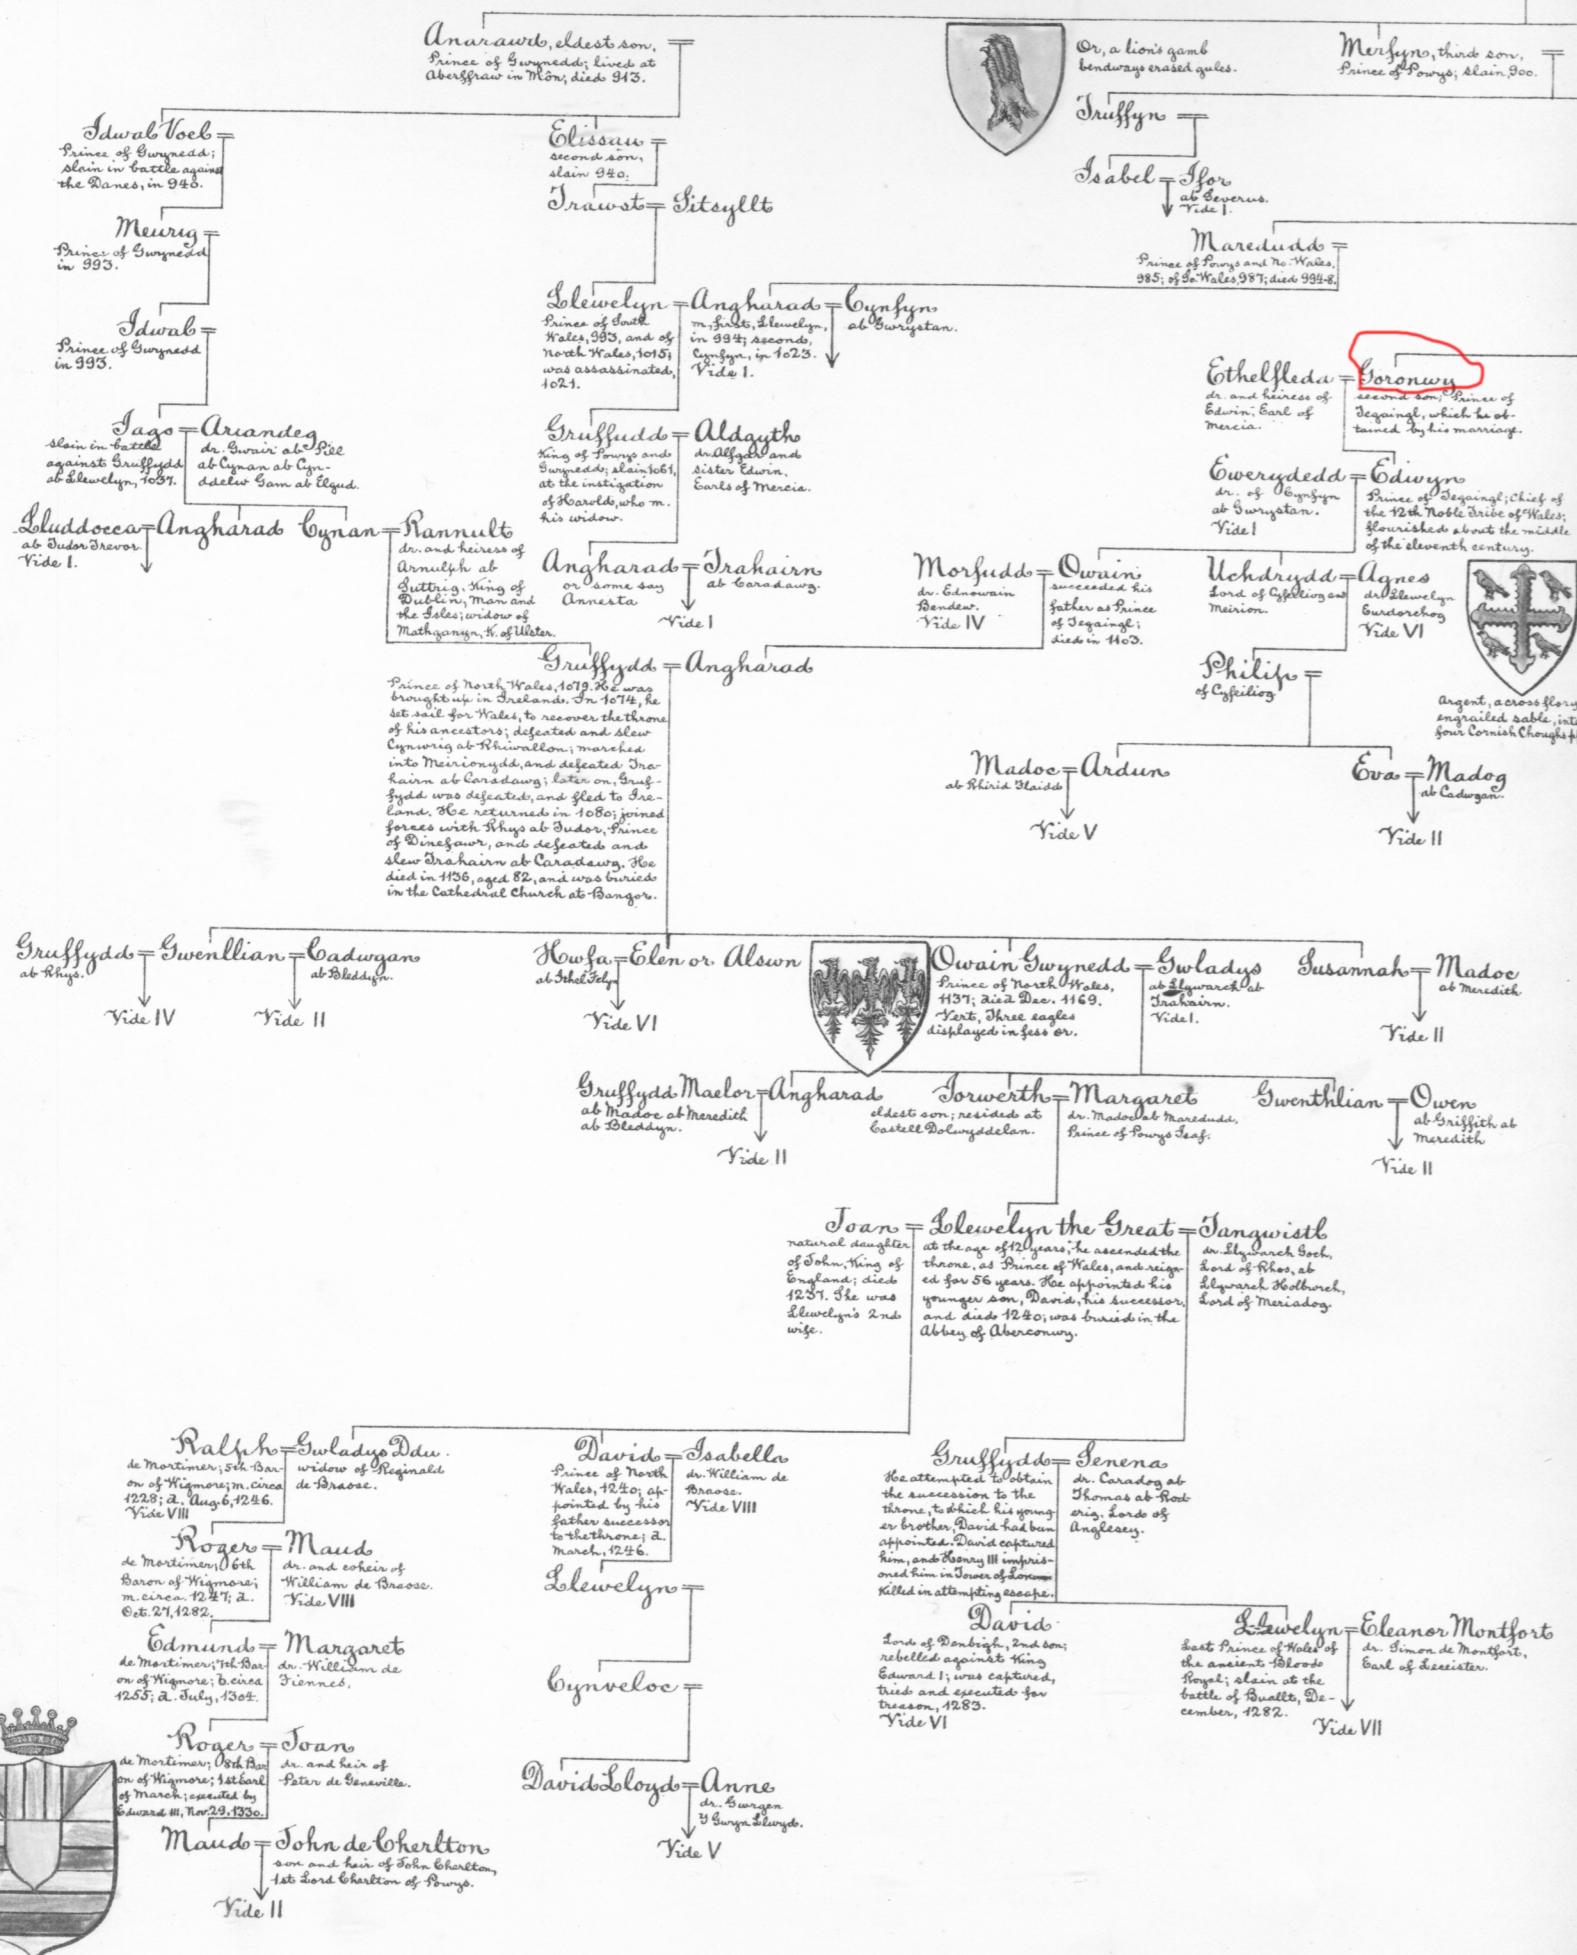 Anarawd, eldest son,
Prince of Gwynedd; lived at
Aberffraw in Môn; died 913.
Or, a lion's gamb
bendways erased gules.
Merfyn, third son,
Prince of Powys; slain, 900.
Truffyn
Isabel = Ifor
ab Severus.
Vide I.
Idwal Voel
Prince of Gwynedd;
slain in battle against
the Danes, in 940.
Elissau
second son,
slain 940.
Meurig
Prince of Gwynedd
in 993.
Trawst = Sitsyllt
Maredudd
Prince of Powys and No. Wales,
985; of So. Wales, 987; died 994-8.
Idwal
Prince of Gwynedd
in 993.
Llewelyn = Angharad = Cynfyn
Prince of South
Wales, 993, and of
North Wales, 1015;
was assassinated,
1021.
m, first, Llewelyn,
in 994; second,
Cynfyn, in 1023.
Vide I.
ab Gwrystan.
Ethelfleda = Goronwy
dr. and heiress of
Edwin, Earl of
Mercia.
second son; Prince of
Tegaingl, which he ob-
tained by his marriage.
Iago = Ariandeg
slain in battle
against Gruffydd
ab Llewelyn, 1037.
dr. Gwair ab Pill
ab Cynan ab Cyn-
ddelw Gam ab Elgud.
Gruffudd = Aldgyth
King of Powys and
Gwynedd; slain 1061,
at the instigation
of Harold, who m.
his widow.
dr. Alfgar and
sister Edwin,
Earls of Mercia.
Ewerydedd = Edwyn
dr. of Cynfyn
ab Gwrystan.
Vide I
Prince of Tegaingl; Chief of
the 12th Noble Tribe of Wales;
flourished about the middle
of the eleventh century.
Lluddocca = Angharad
ab Tudor Trevor
Vide I.
Cynan = Rannult
dr. and heiress of
Arnulph ab
Suttrig, King of
Dublin, Man and
the Isles; widow of
Mathganyn, K. of Ulster.
Angharad = Trahairn
or some say
Annesta
ab Caradawg.
Vide I
Morfudd = Owain
dr. Ednowain
Bendew.
Vide IV
succeeded his
father as Prince
of Tegaingl;
died in 1103.
Uchdrydd = Agnes
Lord of Cyfeiliog and
Meirion.
dr. Llewelyn
Eurdorchog
Vide VI
Argent, a cross flory
engrailed sable, int
four Cornish Choughs p
Philip
of Cyfeiliog
Gruffydd = Angharad
Prince of North Wales, 1079. He was
brought up in Ireland. In 1074, he
set sail for Wales, to recover the throne
of his ancestors; defeated and slew
Cynwrig ab Rhiwallon; marched
into Meirionydd, and defeated Tra-
hairn ab Caradawg; later on, Gruf-
fydd was defeated, and fled to Ire-
land. He returned in 1080; joined
forces with Rhys ab Tudor, Prince
of Dinefawr, and defeated and
slew Trahairn ab Caradawg. He
died in 1136, aged 82, and was buried
in the Cathedral Church at Bangor.
Madoc = Ardun
ab Rhirid Flaidd
Vide V
Eva = Madog
ab Cadwgan.
Vide II
Gruffydd = Gwenllian = Cadwgan
ab Rhys.
ab Bleddyn.
Vide IV
Vide II
Hwfa = Elen or Alswn
ab Ithel Felyn
Vide VI
Owain Gwynedd = Gwladys
Prince of North Wales,
1137; died Dec. 1169.
Vert, Three eagles
displayed in fess or.
ab Llywarch ab
Trahairn.
Vide I.
Susannah = Madoc
ab Meredith
Vide II
Gruffydd Maelor = Angharad
ab Madoc ab Meredith
ab Bleddyn.
Vide II
Iorwerth = Margaret
eldest son; resided at
Castell Dolwyddelan.
dr. Madoc ab Maredudd,
Prince of Powys Isaf.
Gwenthlian = Owen
ab Griffith ab
Meredith
Vide II
Joan = Llewelyn the Great = Tangwistl
natural daughter
of John, King of
England; died
1237. She was
Llewelyn's 2nd
wife.
at the age of 12 years, he ascended the
throne, as Prince of Wales, and reign-
ed for 56 years. He appointed his
younger son, David, his successor,
and died 1240; was buried in the
Abbey of Aberconwy.
dr. Llywarch Goch,
Lord of Rhos, ab
Llywarch Holbwrch,
Lord of Meriadog.
Ralph = Gwladys Ddu.
de Mortimer; 5th Bar-
on of Wigmore; m. circa
1228; d. Aug. 6, 1246.
Vide VIII
widow of Reginald
de Braose.
David = Isabella
Prince of North
Wales, 1240; ap-
pointed by his
father successor
to the throne; d.
March, 1246.
dr. William de
Braose.
Vide VIII
Gruffydd = Senena
He attempted to obtain
the succession to the
throne, to which his young-
er brother, David had been
appointed. David captured
him, and Henry III impris-
oned him in Tower of London
Killed in attempting escape.
dr. Caradog ab
Thomas ab Rod-
erig, Lords of
Anglesey.
Roger = Maud
de Mortimer; 6th
Baron of Wigmore;
m. circa. 1247; d.
Oct. 27, 1282.
dr. and coheir of
William de Braose.
Vide VIII
Llewelyn
David
Lord of Denbigh, 2nd son;
rebelled against King
Edward I; was captured,
tried and executed for
treason, 1283.
Vide VI
Llewelyn = Eleanor Montfort
Last Prince of Wales of
the ancient Blood
Royal; slain at the
battle of Buallt, De-
cember, 1282.
dr. Simon de Montfort,
Earl of Leicester.
Vide VII
Edmund = Margaret
de Mortimer; 7th Bar-
on of Wigmore; b. circa
1255; d. July, 1304.
dr. William de
Fiennes.
Cynveloc
Roger = Joan
de Mortimer; 8th Bar
on of Wigmore; 1st Earl
of March; executed by
Edward III, Nov. 29, 1330.
dr. and heir of
Peter de Geneville.
David Lloyd = Anne
dr. Gwrgen
Y Gwyn Llwyd.
Vide V
Maud = John de Cherlton
son and heir of John Cherlton,
1st Lord Charlton of Powys.
Vide II